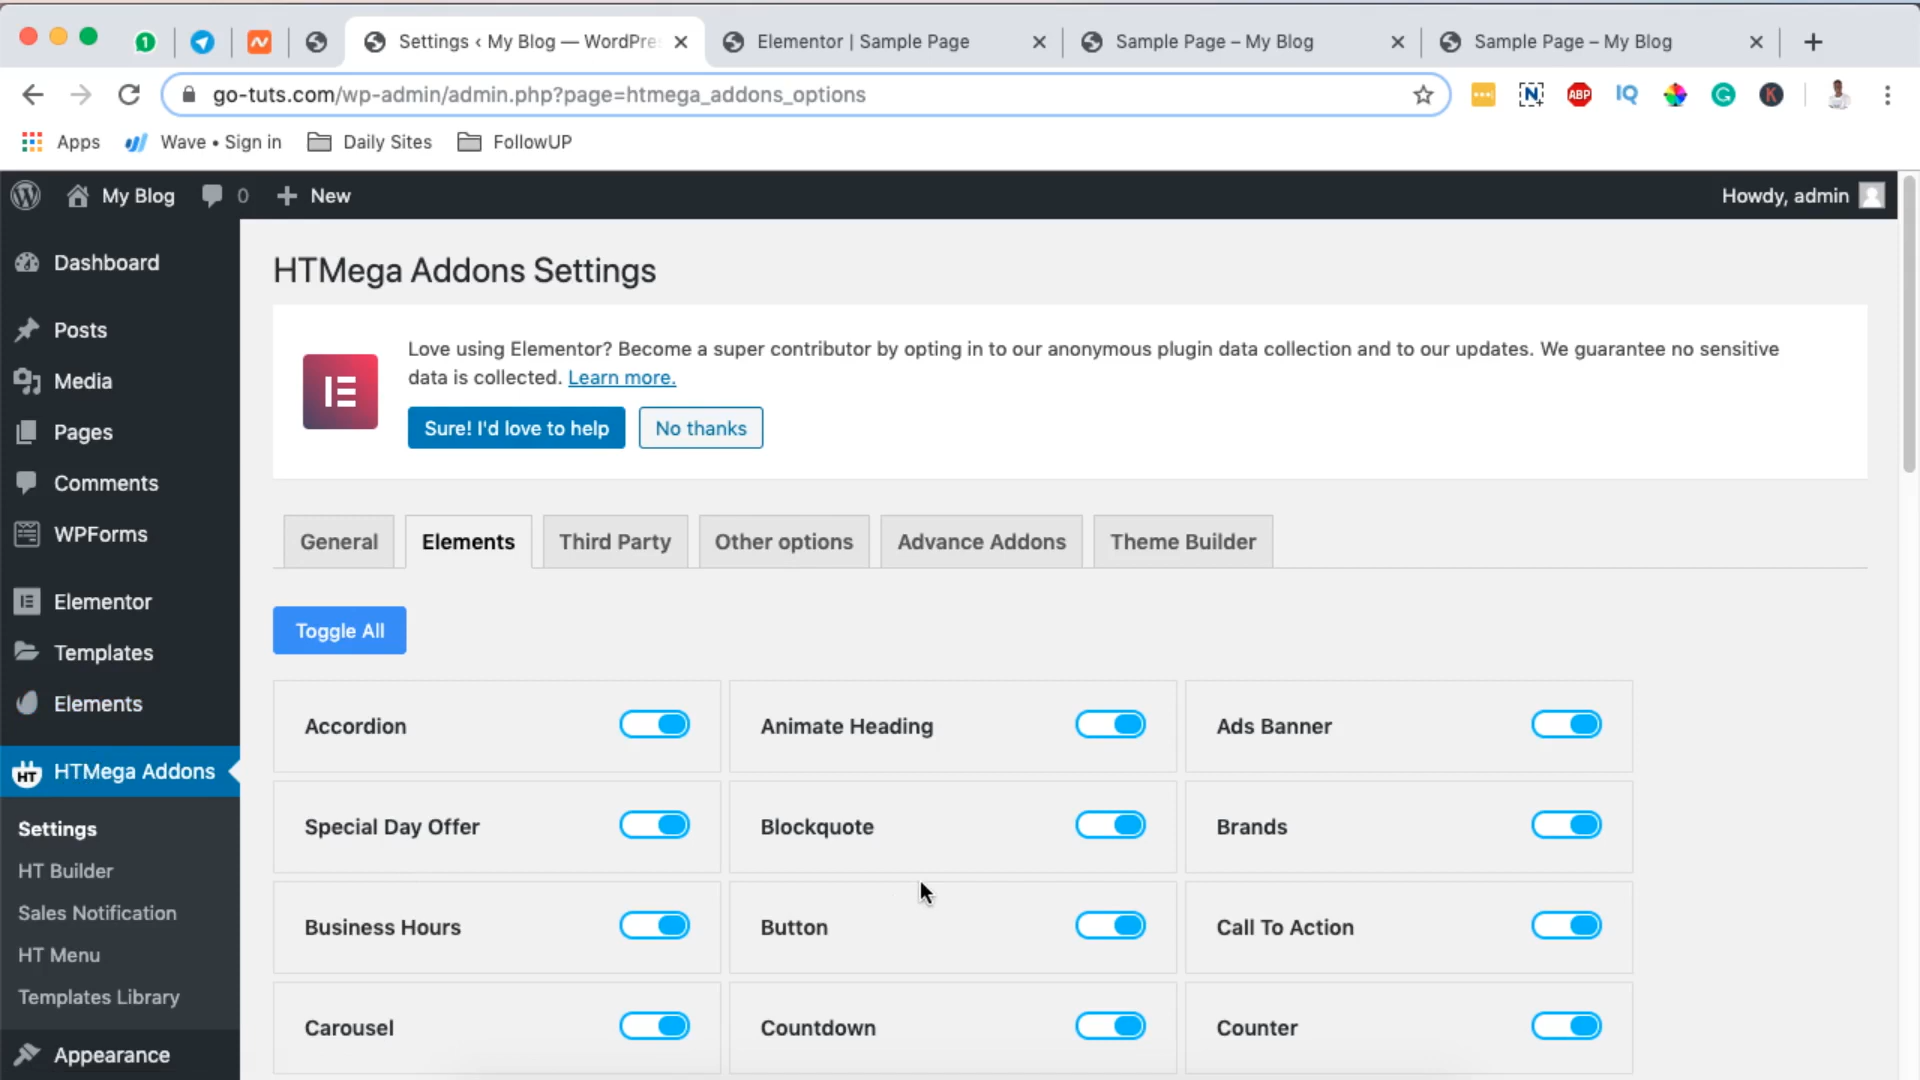 1
Settings ‹ My Blog — WordPre
Elementor | Sample Page
Sample Page – My Blog
Sample Page – My Blog
go-tuts.com/wp-admin/admin.php?page=htmega_addons_options
N
ABP
IQ
G
K
Apps
Wave • Sign in
Daily Sites
FollowUP
My Blog
0
New
Howdy, admin
Dashboard
Posts
Media
Pages
Comments
WPForms
Elementor
Templates
Elements
HT
HTMega Addons
Settings
HT Builder
Sales Notification
HT Menu
Templates Library
Appearance
HTMega Addons Settings
Love using Elementor? Become a super contributor by opting in to our anonymous plugin data collection and to our updates. We guarantee no sensitive
data is collected. Learn more.
Sure! I'd love to help
No thanks
General
Elements
Third Party
Other options
Advance Addons
Theme Builder
Toggle All
Accordion
Animate Heading
Ads Banner
Special Day Offer
Blockquote
Brands
Business Hours
Button
Call To Action
Carousel
Countdown
Counter